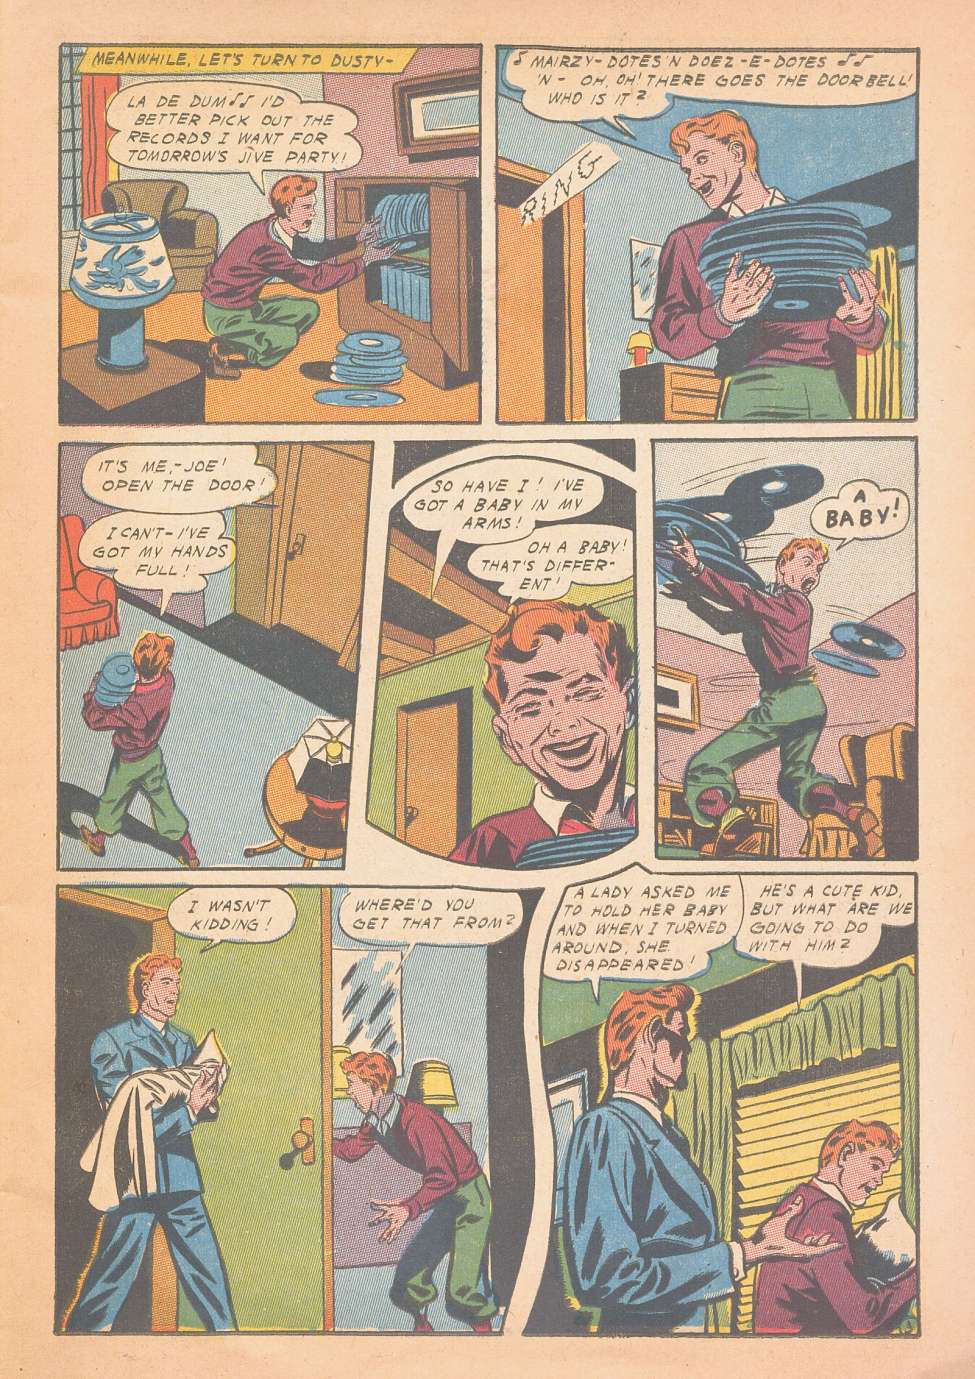 MEANWHILE, LET'S TURN TO DUSTY-
LA DE DUM♫♫ I'D
BETTER PICK OUT THE
RECORDS I WANT FOR
TOMORROW'S JIVE PARTY!
♪ MAIRZY-DOTES 'N DOEZ-E-DOTES ♪♪
'N- OH, OH! THERE GOES THE DOORBELL!
WHO IS IT?
RING
IT'S ME,-JOE!
OPEN THE DOOR!
I CAN'T-I'VE
GOT MY HANDS
FULL!
SO HAVE I! I'VE
GOT A BABY IN MY
ARMS!
OH A BABY!
THAT'S DIFFER-
ENT!
A
BABY!
I WASN'T
KIDDING!
WHERE'D YOU
GET THAT FROM?
A LADY ASKED ME
TO HOLD HER BABY
AND WHEN I TURNED
AROUND, SHE
DISAPPEARED!
HE'S A CUTE KID,
BUT WHAT ARE WE
GOING TO DO
WITH HIM?